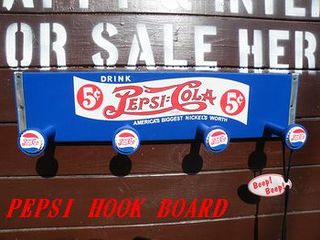 OR SALE HER
DRINK
5¢ PEPSI-COLA 5¢
AMERICA'S BIGGEST NICKEL'S WORTH
Beep!
Beep!
PEPSI HOOK BOARD